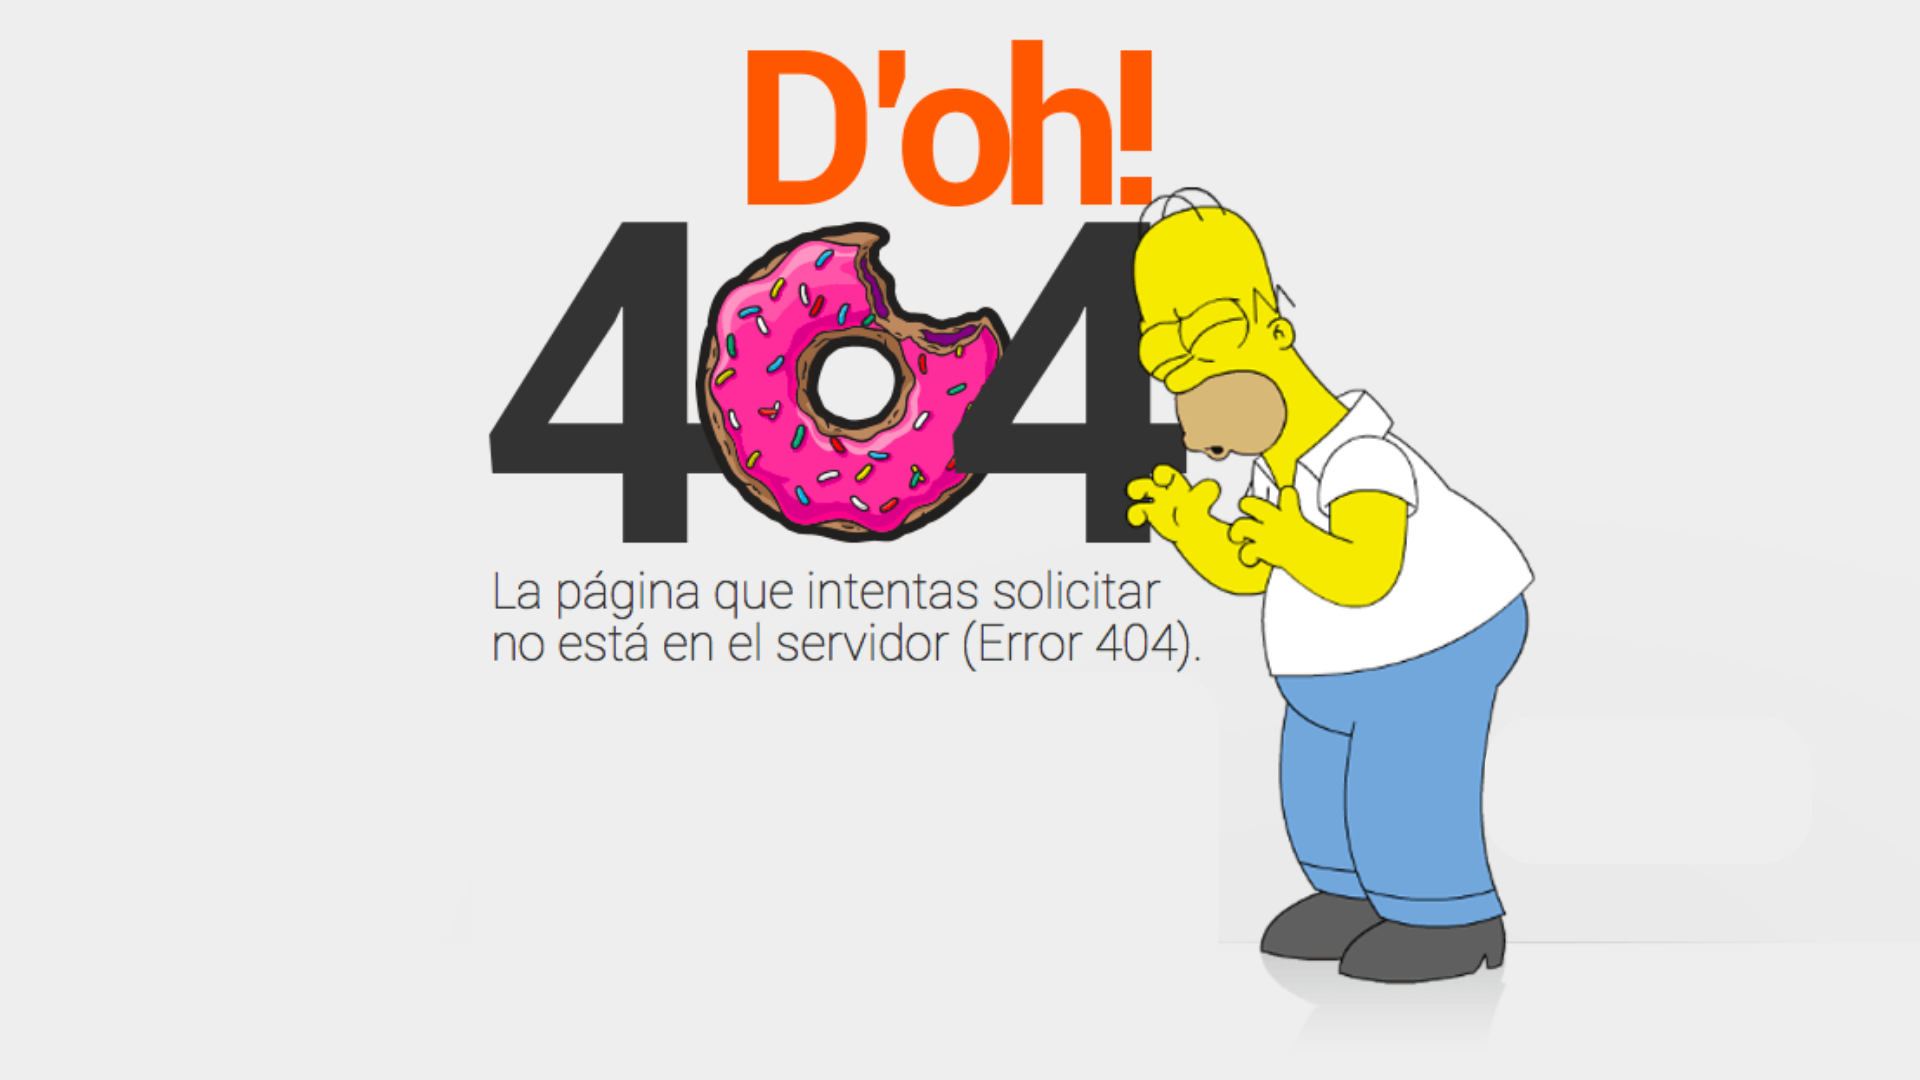 D'oh!
404
La página que intentas solicitar
no está en el servidor (Error 404).